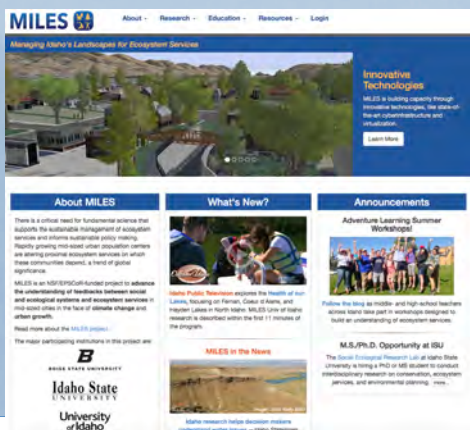 MILES
About - Research - Education - Resources - Login
Managing Idaho's Landscapes for Ecosystem Services
Innovative
Technologies
MILES is building capacity through
innovative technologies, like state-of-
the-art cyberinfrastructure and
virtualization.
Learn More
About MILES
There is a critical need for fundamental science that
supports the sustainable management of ecosystem
services and informs sustainable policy making.
Rapidly growing mid-sized urban population centers
are altering proximal ecosystem services on which
these communities depend, a trend of global
significance.
MILES is an NSF/EPSCoR-funded project to advance
the understanding of feedbacks between social
and ecological systems and ecosystem services in
mid-sized cities in the face of climate change and
urban growth.
Read more about the MILES project.
The major participating institutions in this project are:
B
BOISE STATE UNIVERSITY
Idaho State
UNIVERSITY
University
of Idaho
What's New?
Idaho Public Television explores the Health of our
Lakes, focusing on Fernan, Coeur d'Alene, and
Hayden Lakes in North Idaho. MILES Univ of Idaho
research is described within the first 11 minutes of
the program.
MILES in the News
Idaho research helps decision makers
Announcements
Adventure Learning Summer
Workshops!
Follow the blog as middle- and high-school teachers
across Idaho take part in workshops designed to
build an understanding of ecosystem services.
M.S./Ph.D. Opportunity at ISU
The Social Ecological Research Lab at Idaho State
University is hiring a PhD or MS student to conduct
interdisciplinary research on conservation, ecosystem
services, and environmental planning. more...